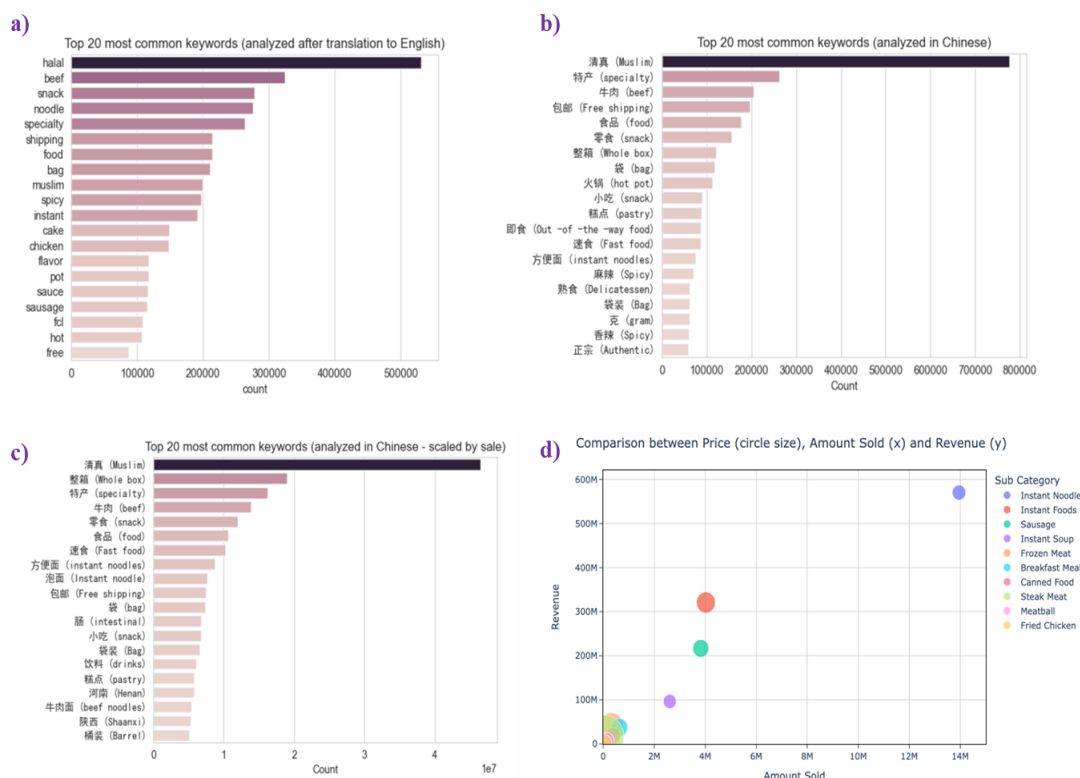 a)
Top 20 most common keywords (analyzed after translation to English)
halal
beef
snack
noodle
specialty
shipping
food
bag
muslim
spicy
instant
cake
chicken
flavor
pot
sauce
sausage
fcl
hot
free
0 100000 200000 300000 400000 500000
count
b)
Top 20 most common keywords (analyzed in Chinese)
清真 (Muslim)
特产 (specialty)
牛肉 (beef)
包邮 (Free shipping)
食品 (food)
零食 (snack)
整箱 (Whole box)
袋 (bag)
火锅 (hot pot)
小吃 (snack)
糕点 (pastry)
即食 (Out -of -the -way food)
速食 (Fast food)
方便面 (instant noodles)
麻辣 (Spicy)
熟食 (Delicatessen)
袋装 (Bag)
克 (gram)
香辣 (Spicy)
正宗 (Authentic)
0 100000 200000 300000 400000 500000 600000 700000 800000
Count
c)
Top 20 most common keywords (analyzed in Chinese - scaled by sale)
清真 (Muslim)
整箱 (Whole box)
特产 (specialty)
牛肉 (beef)
零食 (snack)
食品 (food)
速食 (Fast food)
方便面 (instant noodles)
泡面 (Instant noodle)
包邮 (Free shipping)
袋 (bag)
肠 (intestinal)
小吃 (snack)
袋装 (Bag)
饮料 (drinks)
糕点 (pastry)
河南 (Henan)
牛肉面 (beef noodles)
陕西 (Shaanxi)
桶装 (Barrel)
0 1 2 3 4
1e7
Count
d)
Comparison between Price (circle size), Amount Sold (x) and Revenue (y)
600M
500M
400M
300M
200M
100M
0
Revenue
0 2M 4M 6M 8M 10M 12M 14M
Amount Sold
Sub Category
Instant Noodle
Instant Foods
Sausage
Instant Soup
Frozen Meat
Breakfast Meal
Canned Food
Steak Meat
Meatball
Fried Chicken